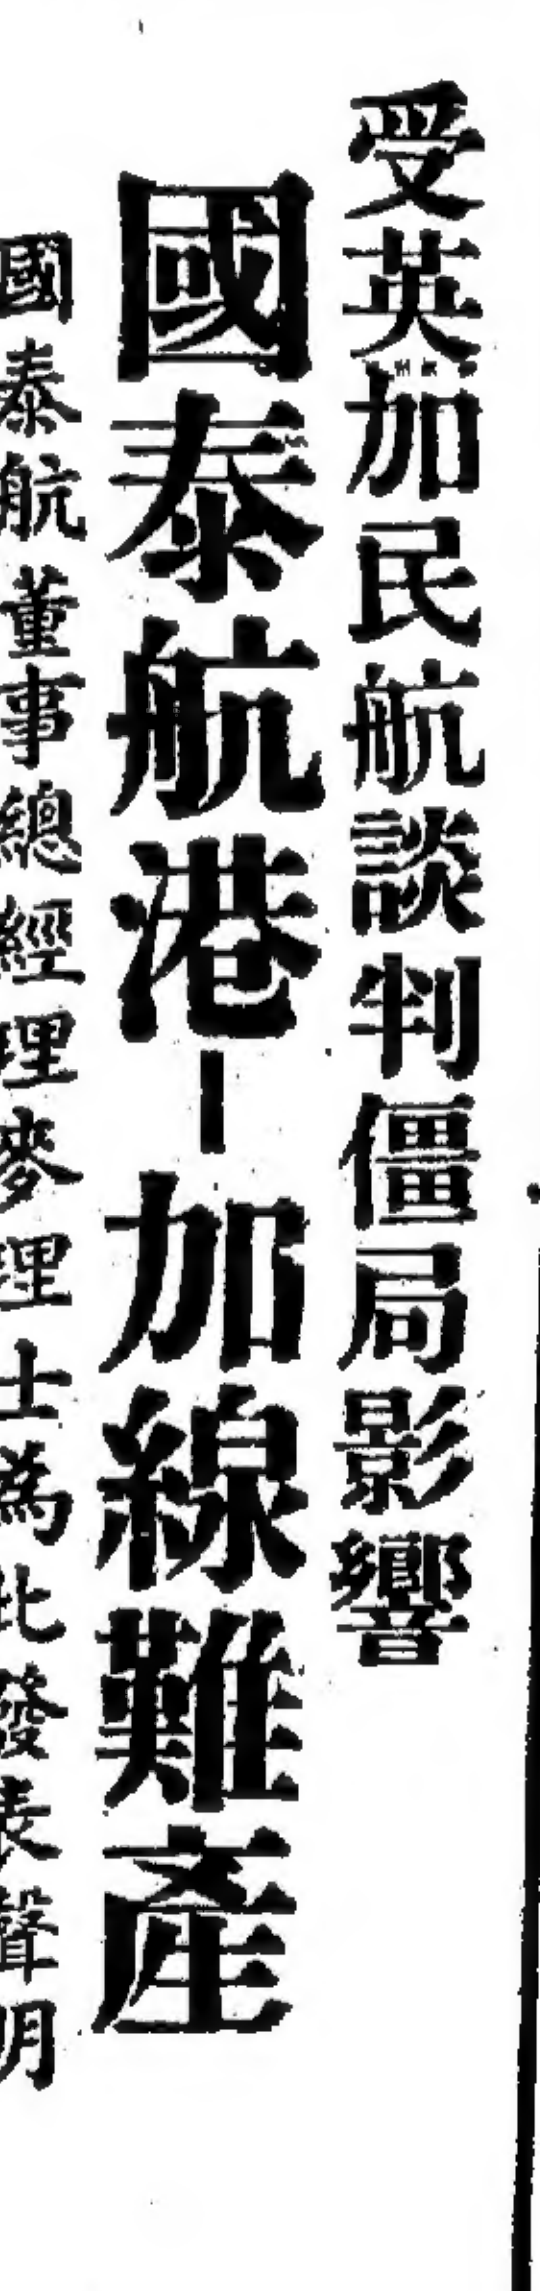 受英加民航談判僵局影響
國泰航港-加線難產
國泰航董事總經理麥理士為此發表聲明